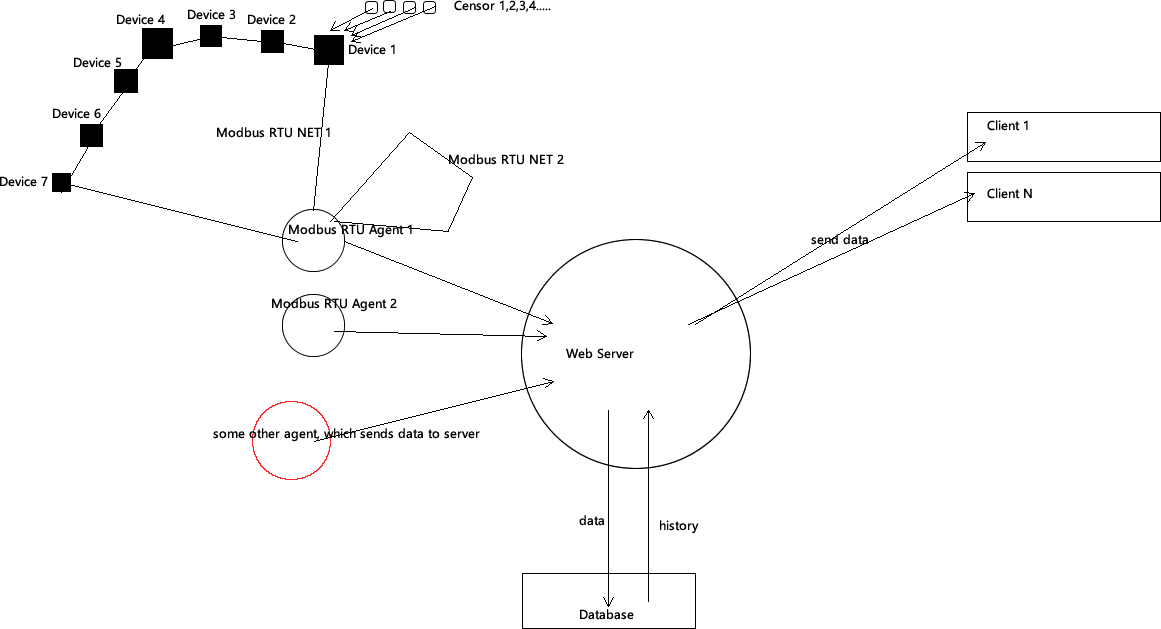 Censor 1,2,3,4.....
Device 4
Device 3
Device 2
Device 1
Device 5
Device 6
Device 7
Modbus RTU NET 1
Modbus RTU NET 2
Modbus RTU Agent 1
Modbus RTU Agent 2
some other agent, which sends data to server
Web Server
Client 1
Client N
send data
data
history
Database